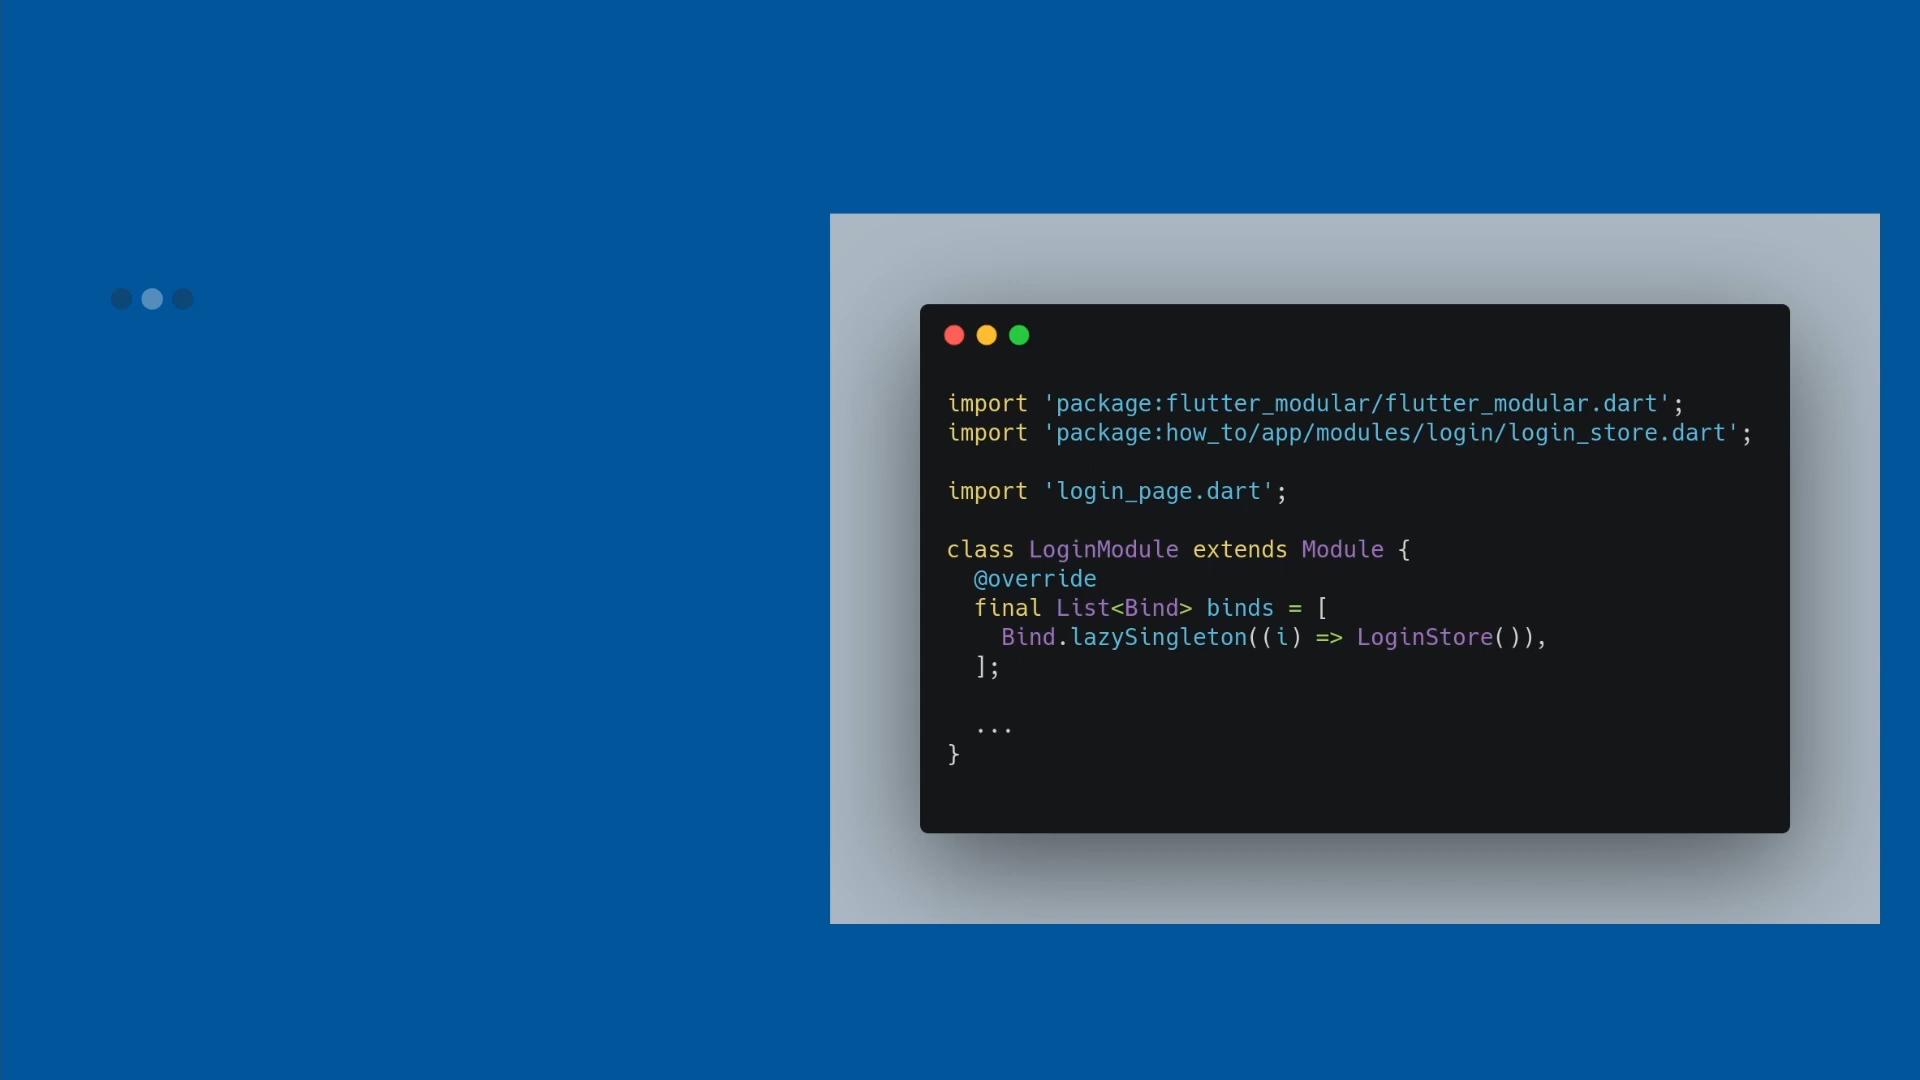 import 'package:flutter_modular/flutter_modular.dart';
import 'package:how_to/app/modules/login/login_store.dart';
import 'login_page.dart';
class LoginModule extends Module {
@override
final List<Bind> binds = [
Bind.lazySingleton((i) => LoginStore()),
];
...
}